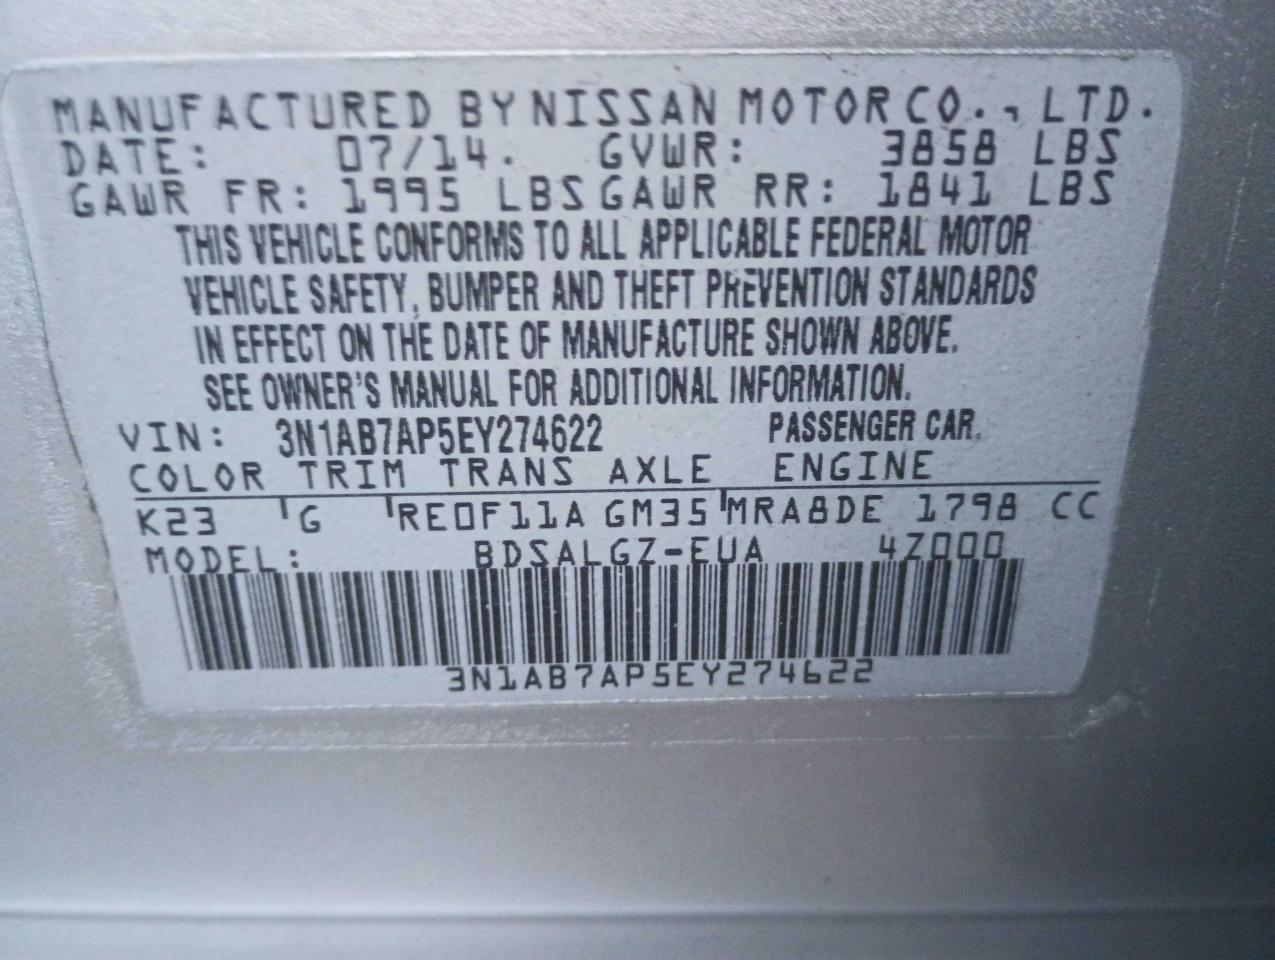 MANUFACTURED BY NISSAN MOTOR CO., LTD.
DATE: 07/14. GVWR: 3858 LBS
GAWR FR: 1995 LBS GAWR RR: 1841 LBS
THIS VEHICLE CONFORMS TO ALL APPLICABLE FEDERAL MOTOR
VEHICLE SAFETY, BUMPER AND THEFT PREVENTION STANDARDS
IN EFFECT ON THE DATE OF MANUFACTURE SHOWN ABOVE.
SEE OWNER'S MANUAL FOR ADDITIONAL INFORMATION.
VIN: 3N1AB7AP5EY274622 PASSENGER CAR.
COLOR TRIM TRANS AXLE ENGINE
K23 G RE0F11A GM35 MRA8DE 1798 CC
MODEL: BDSALGZ-EUA 4Z000
3N1AB7AP5EY274622